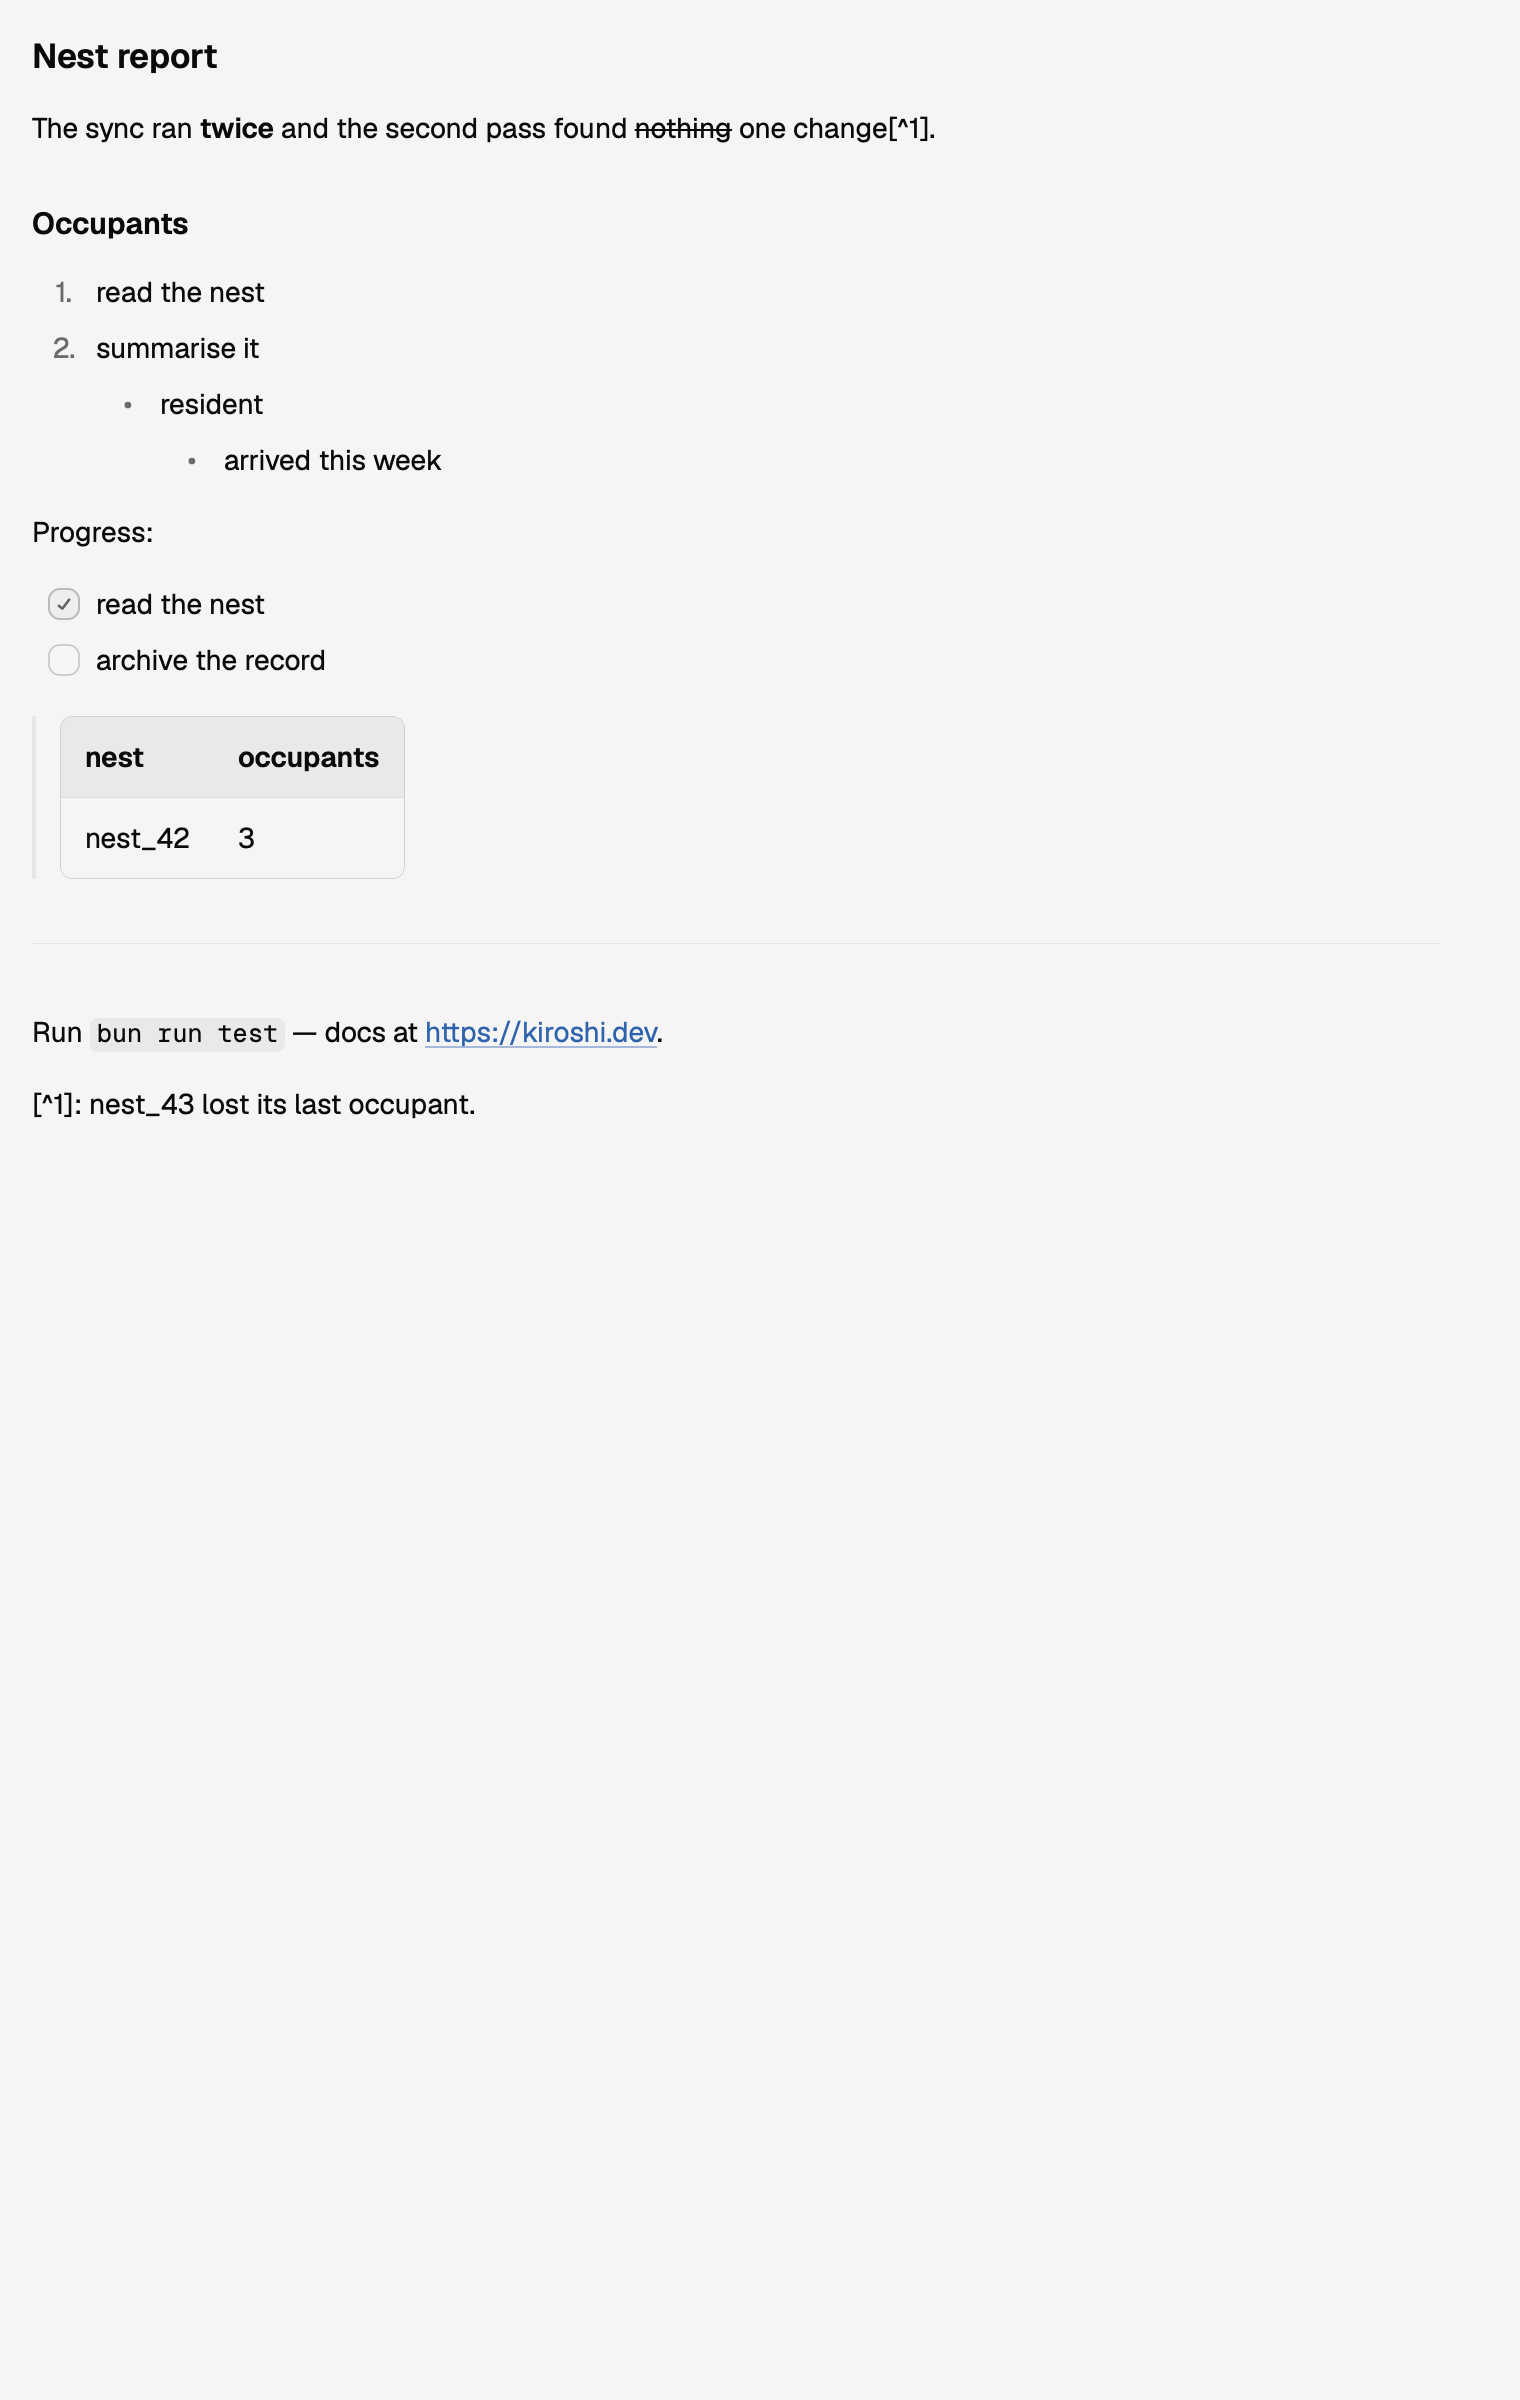 Nest report
The sync ran twice and the second pass found nothing one change[^1].
Occupants
1. read the nest
2. summarise it
• resident
• arrived this week
Progress:
read the nest
archive the record
nest occupants
nest_42 3
Run bun run test — docs at https://kiroshi.dev.
[^1]: nest_43 lost its last occupant.